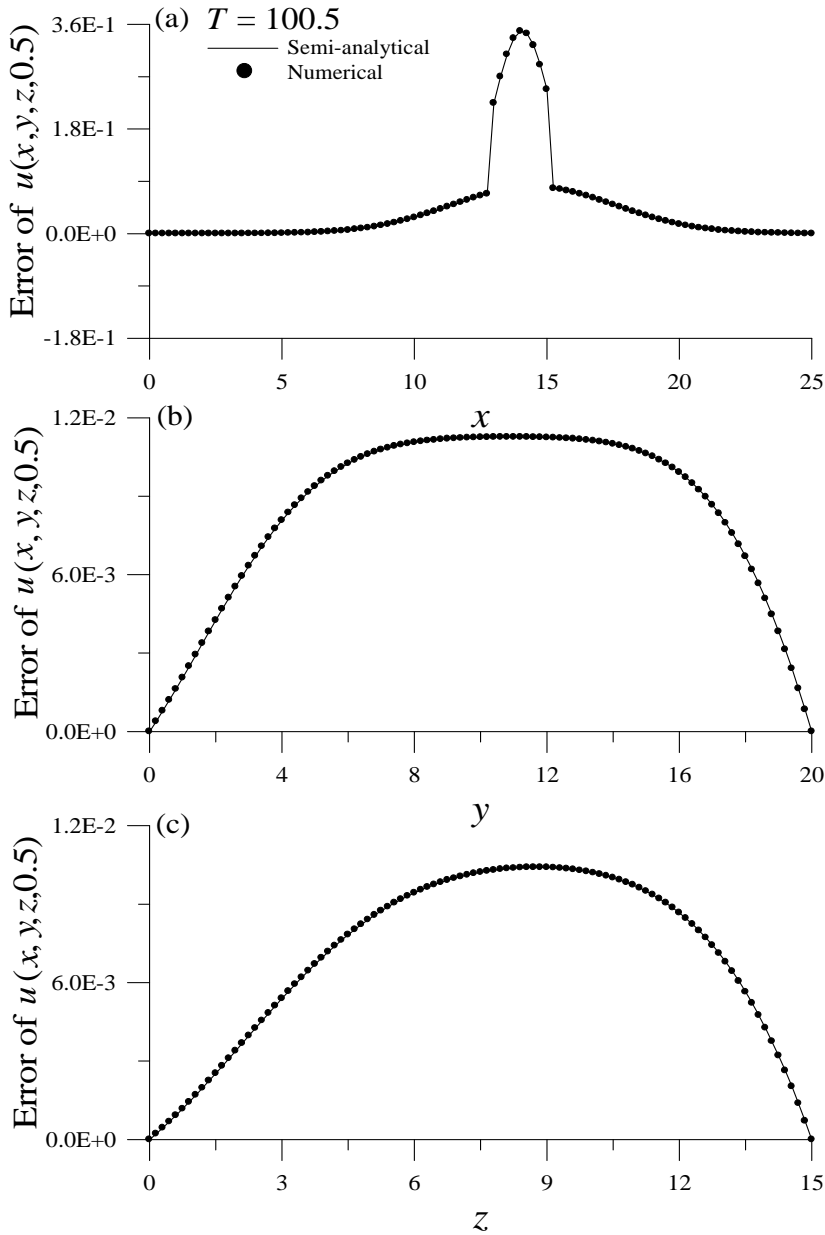 (a) T = 100.5
Semi-analytical
Numerical
Error of u(x,y,z,0.5)
3.6E-1
1.8E-1
0.0E+0
-1.8E-1
0 5 10 15 20 25
x
(b)
Error of u(x,y,z,0.5)
1.2E-2
6.0E-3
0.0E+0
0 4 8 12 16 20
y
(c)
Error of u(x,y,z,0.5)
1.2E-2
6.0E-3
0.0E+0
0 3 6 9 12 15
z